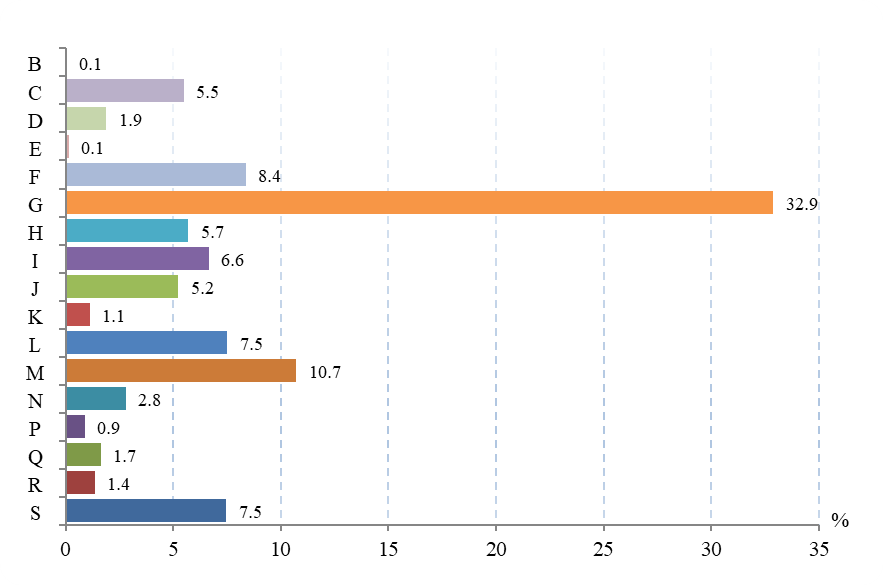 B 0.1
C 5.5
D 1.9
E 0.1
F 8.4
G 32.9
H 5.7
I 6.6
J 5.2
K 1.1
L 7.5
M 10.7
N 2.8
P 0.9
Q 1.7
R 1.4
S 7.5
%
0 5 10 15 20 25 30 35